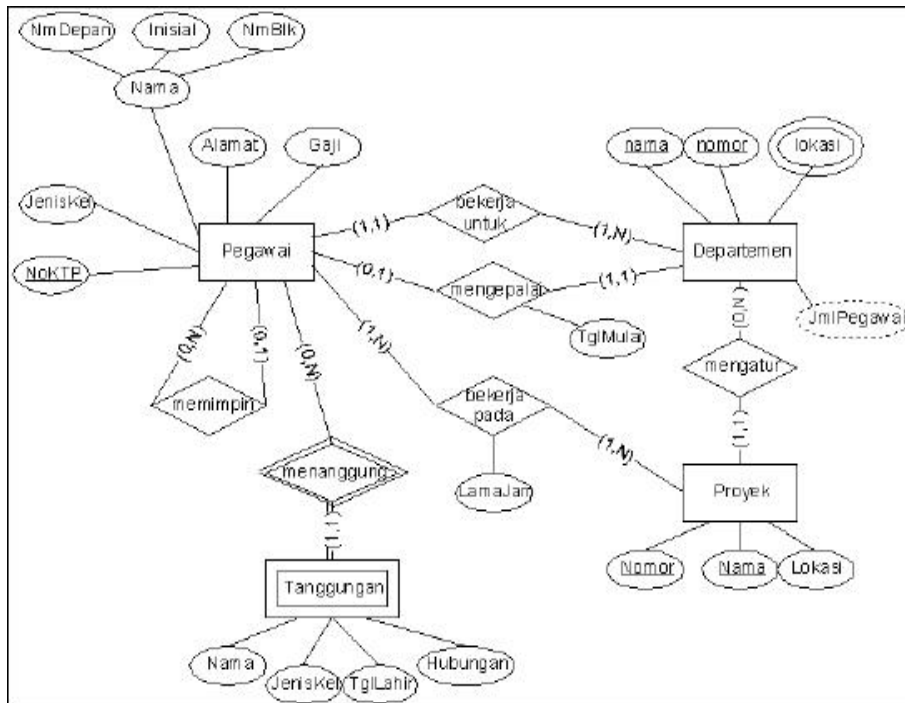 NmDepan
Inisial
NmBlk
Nama
Alamat
Gaji
nama
nomor
lokasi
JenisKel
bekerja
untuk
(1,1)
(1,N)
Pegawai
Departemen
NoKTP
(0,1)
mengepalai
(1,1)
JmlPegawai
TglMulai
(0,N)
(0,1)
(0,N)
(1,N)
(0,N)
mengatur
memimpin
bekerja
pada
(1,1)
(1,N)
menanggung
LamaJam
Proyek
(1,1)
Nomor
Nama
Lokasi
Tanggungan
Nama
JenisKel
TglLahir
Hubungan